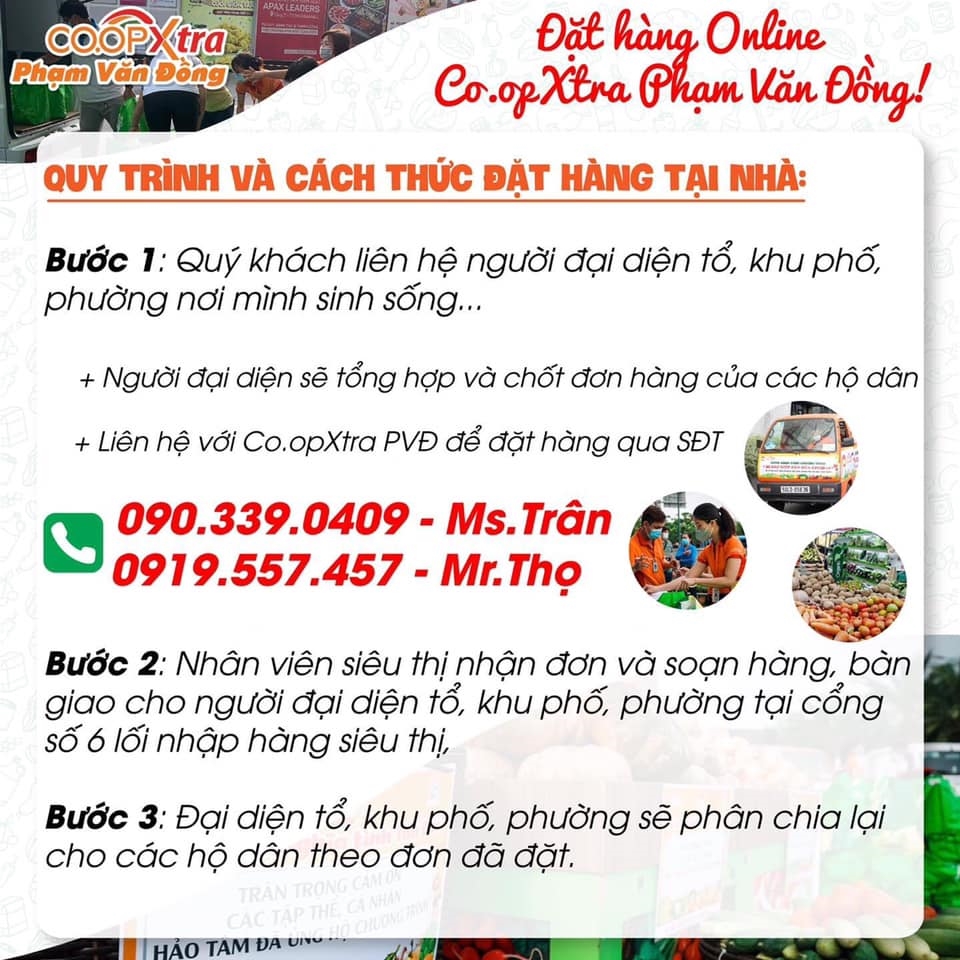 CO.OPXtra
Phạm Văn Đồng
APAX LEADERS
Đặt hàng Online
Co.opXtra Phạm Văn Đồng!
QUY TRÌNH VÀ CÁCH THỨC ĐẶT HÀNG TẠI NHÀ:
Bước 1: Quý khách liên hệ người đại diện tổ, khu phố,
phường nơi mình sinh sống...
+ Người đại diện sẽ tổng hợp và chốt đơn hàng của các hộ dân
+ Liên hệ với Co.opXtra PVĐ để đặt hàng qua SĐT
090.339.0409 - Ms.Trân
0919.557.457 - Mr.Thọ
Bước 2: Nhân viên siêu thị nhận đơn và soạn hàng, bàn
giao cho người đại diện tổ, khu phố, phường tại cổng
số 6 lối nhập hàng siêu thị,
Bước 3: Đại diện tổ, khu phố, phường sẽ phân chia lại
cho các hộ dân theo đơn đã đặt.
TRÂN TRỌNG CẢM ƠN
CÁC TẬP THỂ, CÁ NHÂN
HẢO TÂM ĐÃ ỦNG HỘ CHƯƠNG TRÌNH